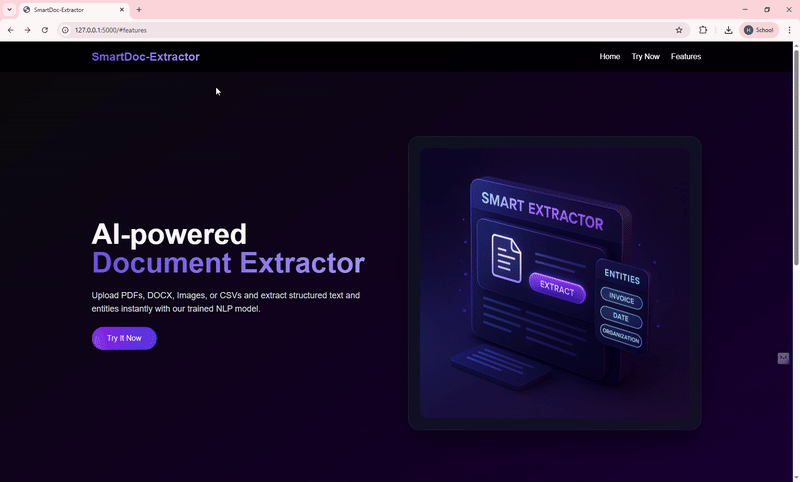 SmartDoc-Extractor
127.0.0.1:5000/#features
H
School
SmartDoc-Extractor
Home
Try Now
Features
AI-powered
Document Extractor
Upload PDFs, DOCX, Images, or CSVs and extract structured text and
entities instantly with our trained NLP model.
Try It Now
SMART EXTRACTOR
EXTRACT
ENTITIES
INVOICE
DATE
ORGANIZATION